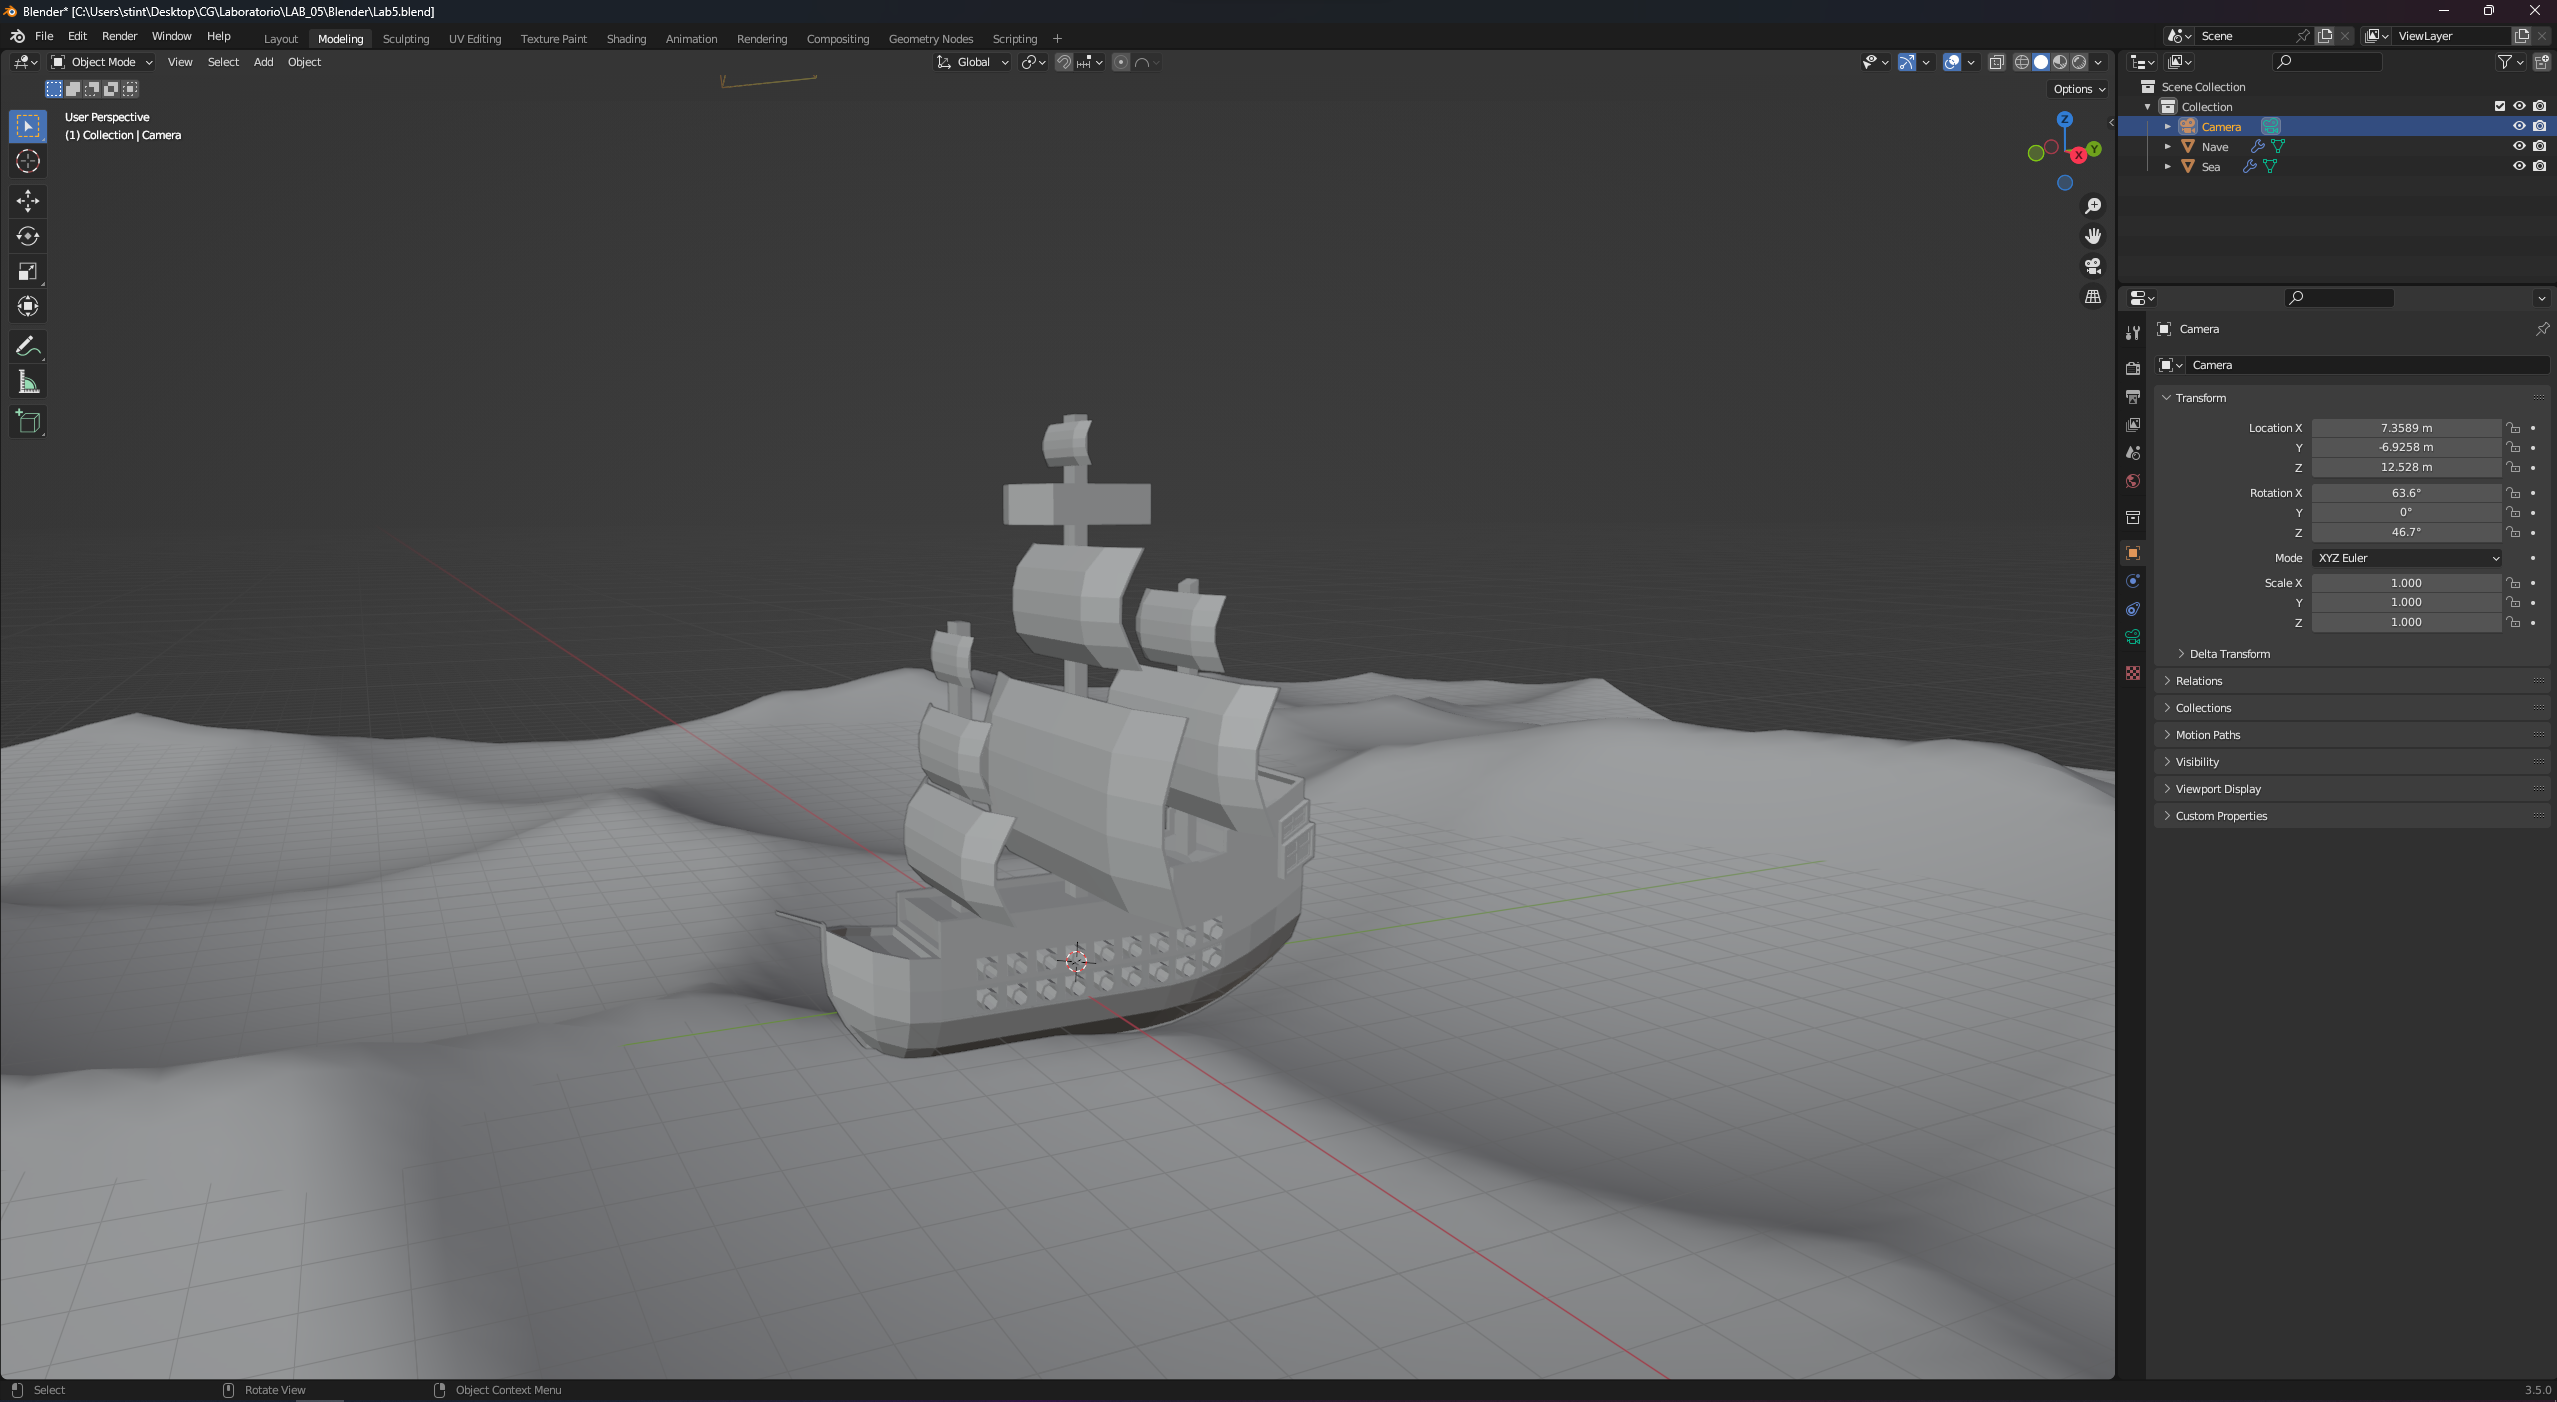 Blender* [C:\Users\stint\Desktop\CG\Laboratorio\LAB_05\Blender\Lab5.blend]
File Edit Render Window Help Layout Modeling Sculpting UV Editing Texture Paint Shading Animation Rendering Compositing Geometry Nodes Scripting + Scene ViewLayer
Object Mode View Select Add Object Global
Options
User Perspective
(1) Collection | Camera
Z
Y
X
Scene Collection
Collection
Camera
Nave
Sea
Camera
Camera
Transform
Location X 7.3589 m
Y -6.9258 m
Z 12.528 m
Rotation X 63.6°
Y 0°
Z 46.7°
Mode XYZ Euler
Scale X 1.000
Y 1.000
Z 1.000
Delta Transform
Relations
Collections
Motion Paths
Visibility
Viewport Display
Custom Properties
Select Rotate View Object Context Menu 3.5.0